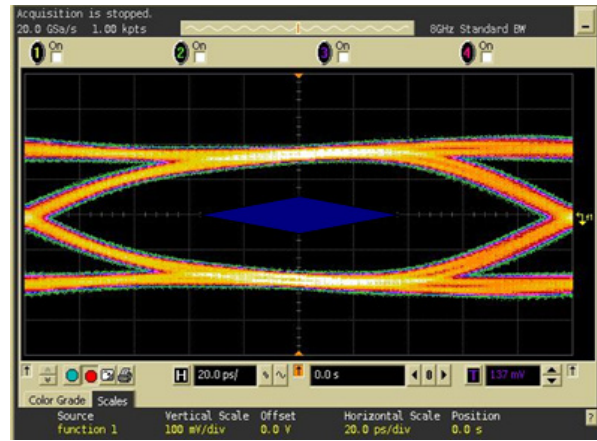 Acquisition is stopped.
20.0 GSa/s 1.00 kpts 8GHz Standard BW
1 On 2 On 3 On 4 On
f1
H 20.0 ps/ 0.0 s 0 T 137 mV
Color Grade Scales
Source Vertical Scale Offset Horizontal Scale Position
function 1 100 mV/div 0.0 V 20.0 ps/div 0.0 s
?